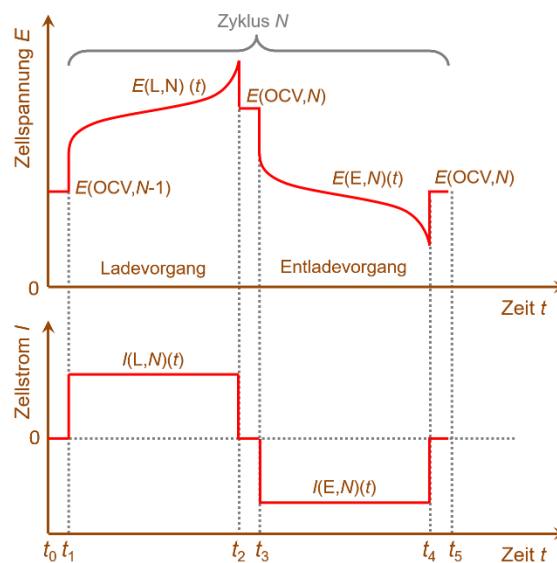 Zyklus N
Zellspannung E
E(L,N) (t)
E(OCV,N)
E(OCV,N-1)
E(E,N)(t)
E(OCV,N)
Ladevorgang
Entladevorgang
0
Zeit t
Zellstrom I
I(L,N)(t)
0
I(E,N)(t)
t₀ t₁ t₂ t₃ t₄ t₅
Zeit t